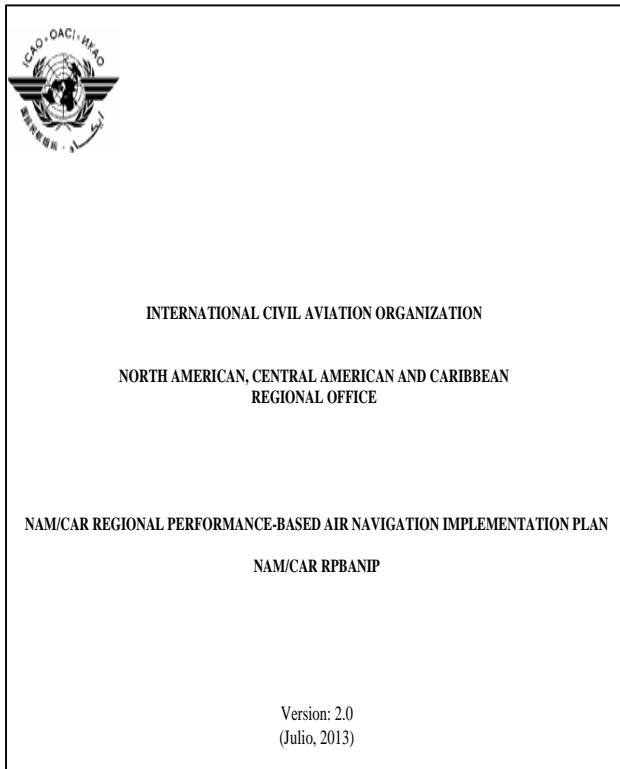 ICAO · OACI · ИКАО
INTERNATIONAL CIVIL AVIATION ORGANIZATION
NORTH AMERICAN, CENTRAL AMERICAN AND CARIBBEAN
REGIONAL OFFICE
NAM/CAR REGIONAL PERFORMANCE-BASED AIR NAVIGATION IMPLEMENTATION PLAN
NAM/CAR RPBANIP
Version: 2.0
(Julio, 2013)